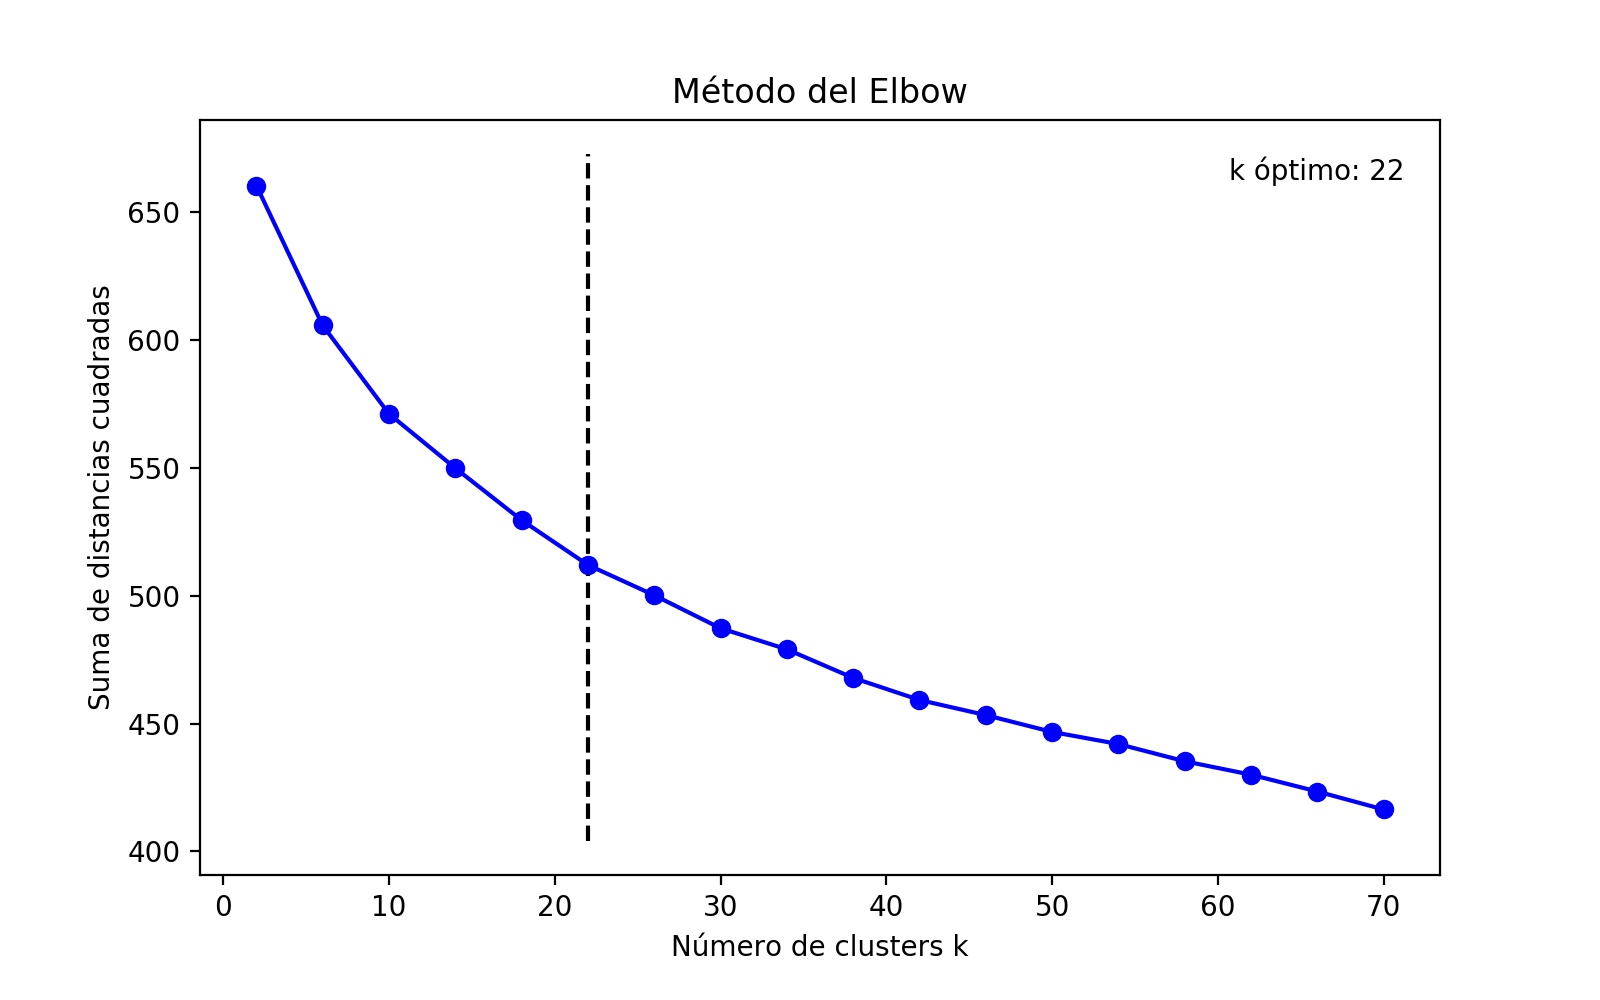 Método del Elbow
k óptimo: 22
Suma de distancias cuadradas
650
600
550
500
450
400
0 10 20 30 40 50 60 70
Número de clusters k